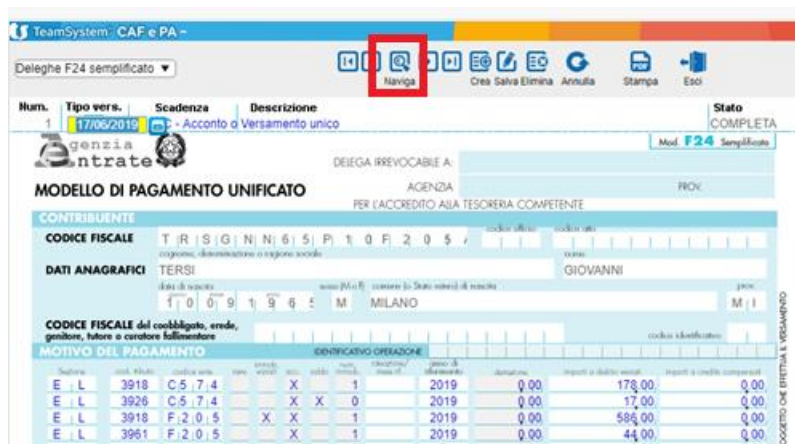 TeamSystem CAF e PA ~
Deleghe F24 semplificato
Naviga Crea Salva Elimina Annulla Stampa Esci
Num. Tipo vers. Scadenza Descrizione Stato
1 17/06/2019 - Acconto o Versamento unico COMPLETA
genzia
ntrate
Mod. F24 Semplificato
DELEGA IRREVOCABILE A:
MODELLO DI PAGAMENTO UNIFICATO
AGENZIA PROV.
PER L'ACCREDITO ALLA TESORERIA COMPETENTE
CONTRIBUENTE
codice ufficio codice atto
CODICE FISCALE T R S G N N 6 5 P 1 0 F 2 0 5
cognome, denominazione o ragione sociale nome
DATI ANAGRAFICI TERSI GIOVANNI
data di nascita sesso (M o F) comune (o Stato estero) di nascita prov.
1 0 0 9 1 9 6 5 M MILANO M I
CODICE FISCALE del coobbligato, erede,
genitore, tutore o curatore fallimentare codice identificativo
MOTIVO DEL PAGAMENTO IDENTIFICATIVO OPERAZIONE
Sezione cod. tributo codice ente immob. variati acc. saldo num. immob. anno di riferimento detrazione importi a debito versati importi a credito compensati
E L 3918 C 5 7 4 X 1 2019 0,00 178,00 0,00
E L 3926 C 5 7 4 X X 0 2019 0,00 17,00 0,00
E L 3918 F 2 0 5 X X 1 2019 0,00 586,00 0,00
E L 3961 F 2 0 5 X 1 2019 0,00 44,00 0,00
OGGETTO CHE EFFETTUA IL VERSAMENTO